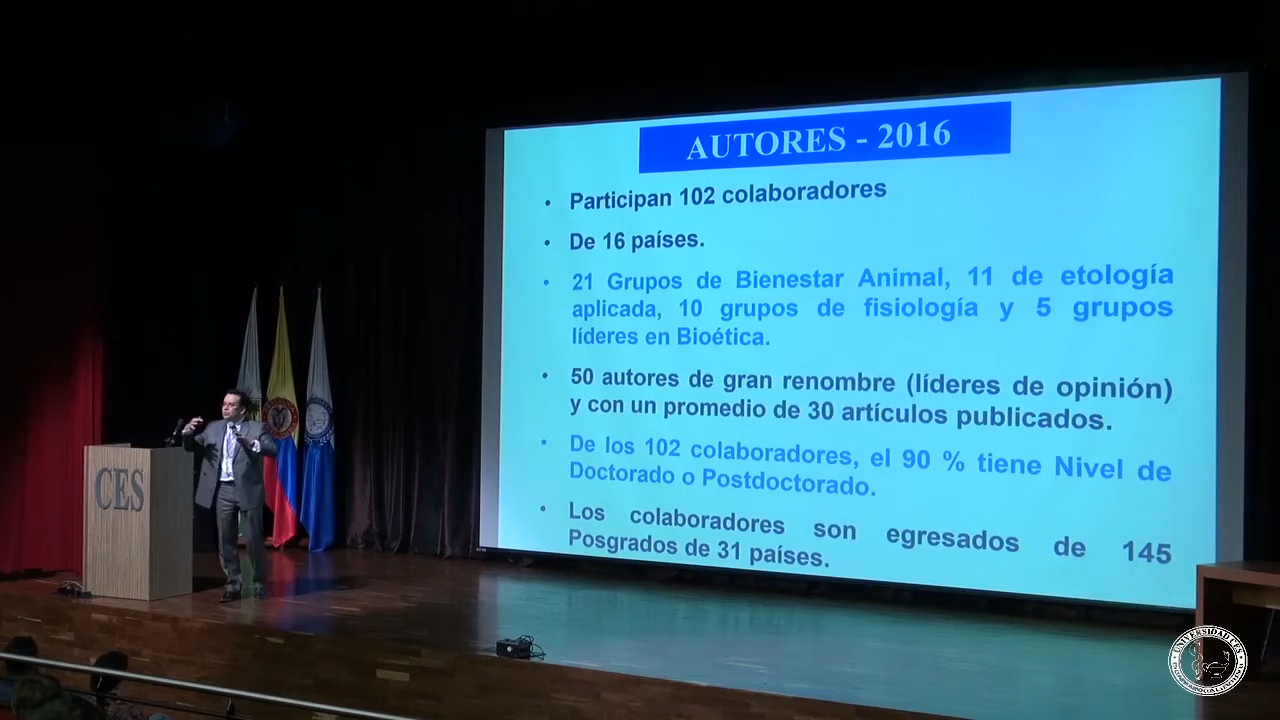 AUTORES - 2016
• Participan 102 colaboradores
• De 16 países.
• 21 Grupos de Bienestar Animal, 11 de etología
aplicada, 10 grupos de fisiología y 5 grupos
líderes en Bioética.
• 50 autores de gran renombre (líderes de opinión)
y con un promedio de 30 artículos publicados.
• De los 102 colaboradores, el 90 % tiene Nivel de
Doctorado o Postdoctorado.
• Los colaboradores son egresados de 145
Posgrados de 31 países.
CES
UNIVERSIDAD CES